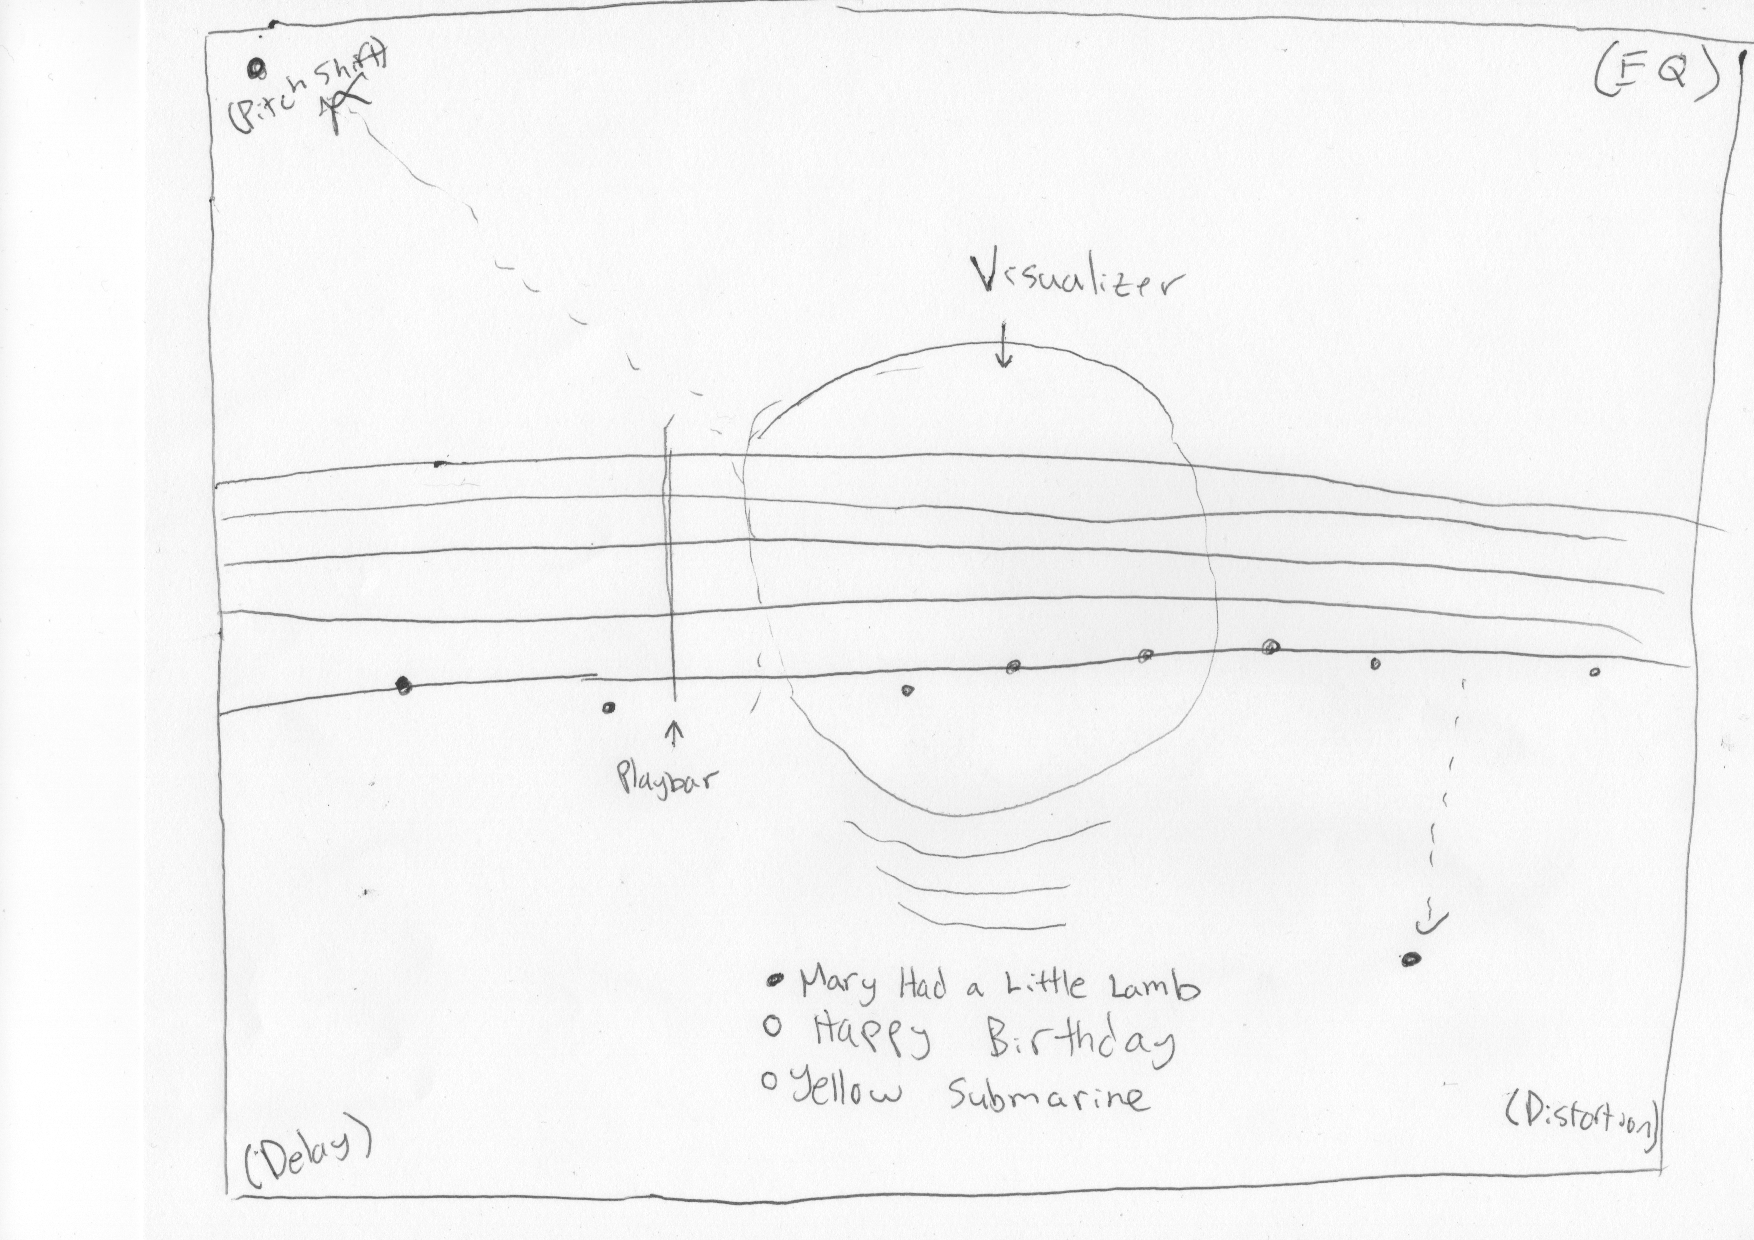 (Pitch Shift)
(EQ)
Visualizer
Playbar
Mary Had a Little Lamb
Happy Birthday
Yellow Submarine
(Delay)
(Distortion)